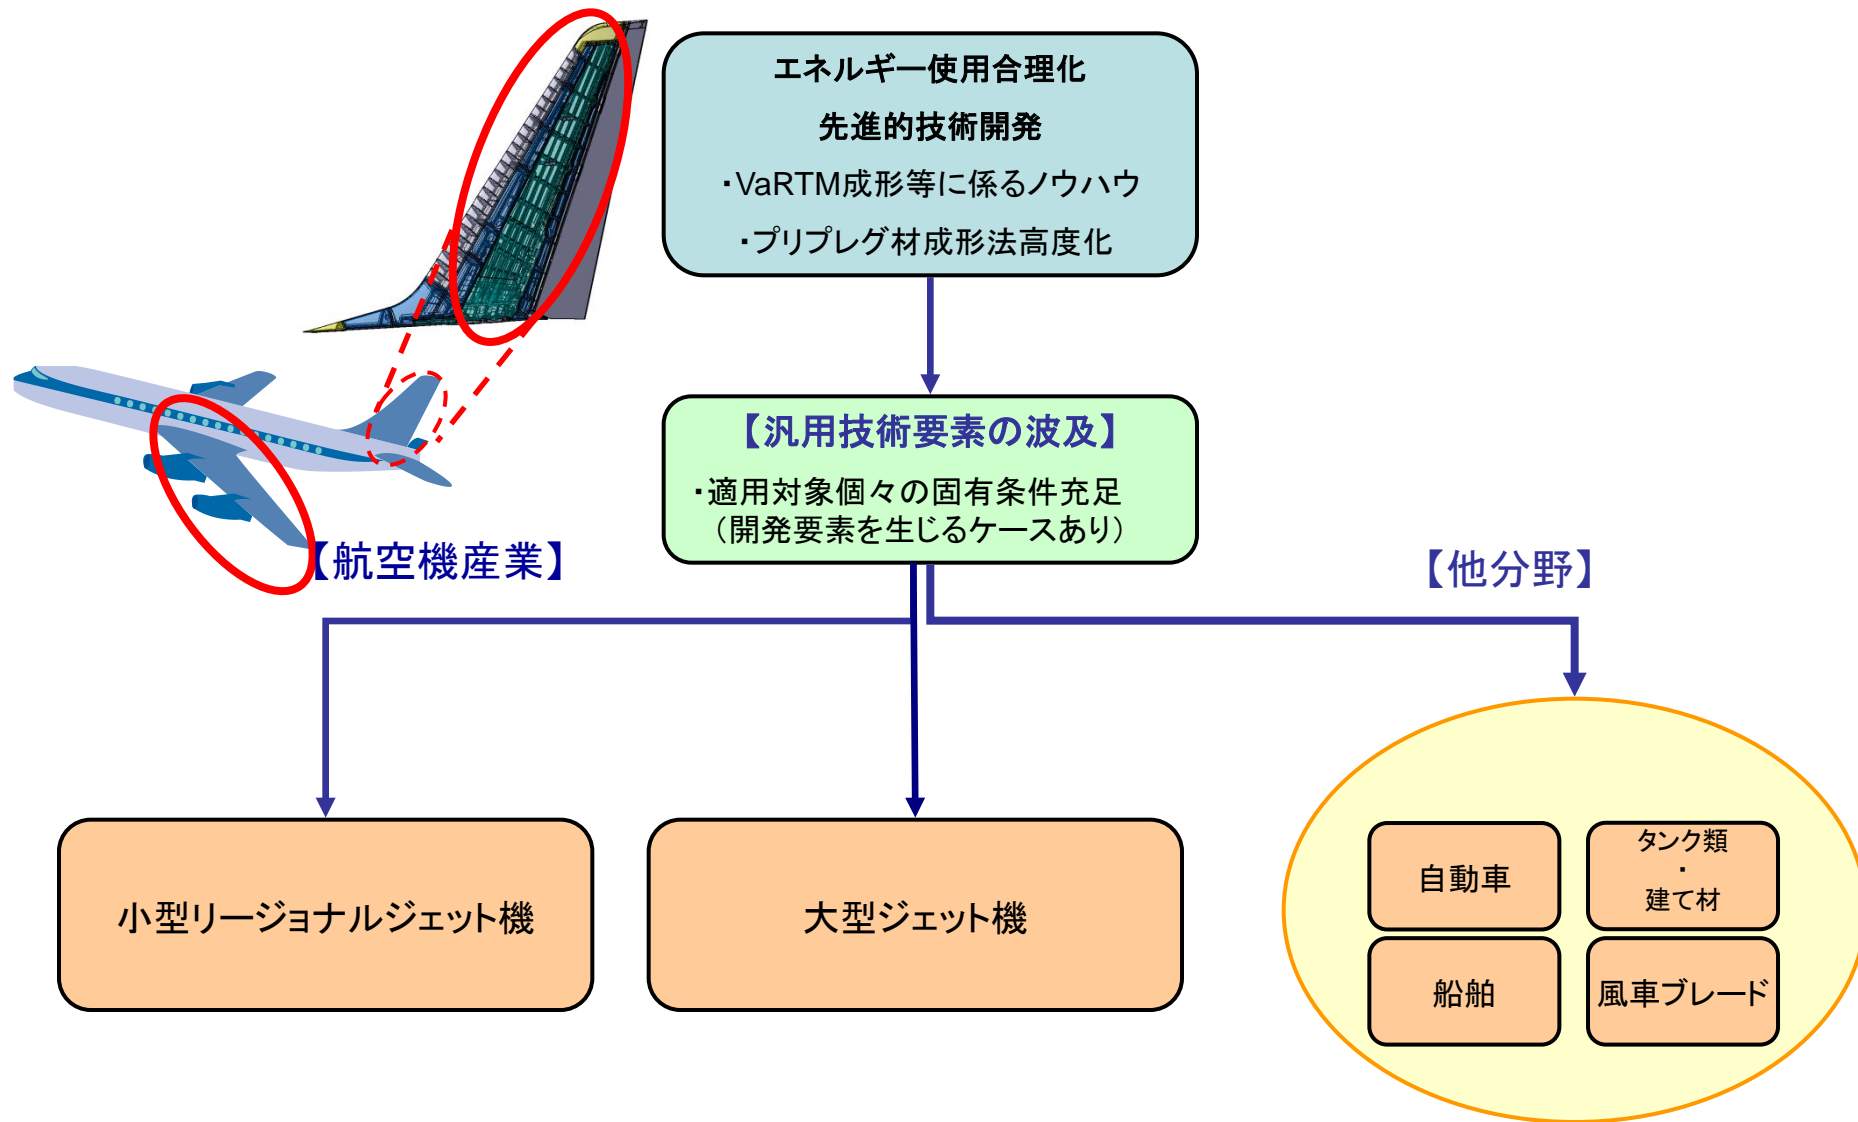 エネルギー使用合理化
先進的技術開発
・VaRTM成形等に係るノウハウ
・プリプレグ材成形法高度化
【汎用技術要素の波及】
・適用対象個々の固有条件充足
（開発要素を生じるケースあり）
【航空機産業】
【他分野】
小型リージョナルジェット機
大型ジェット機
自動車
タンク類
・
建て材
船舶
風車ブレード